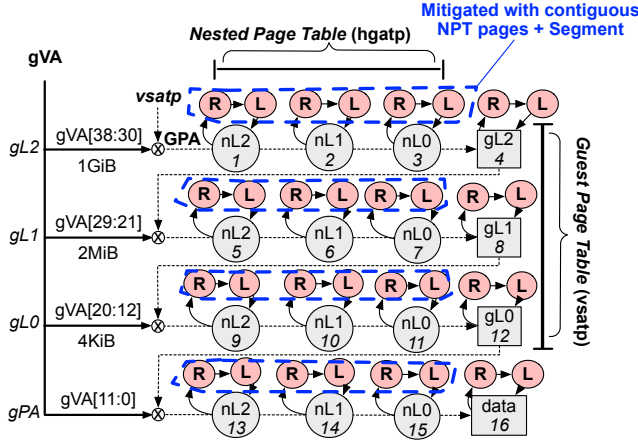 Mitigated with contiguous
NPT pages + Segment
Nested Page Table (hgatp)
gVA
vsatp
R L R L R L R L
gL2 gVA[38:30] GPA nL2 nL1 nL0 gL2
1GiB 1 2 3 4
R L R L R L R L
gL1 gVA[29:21] nL2 nL1 nL0 gL1
2MiB 5 6 7 8
R L R L R L R L
gL0 gVA[20:12] nL2 nL1 nL0 gL0
4KiB 9 10 11 12
R L R L R L R L
gPA gVA[11:0] nL2 nL1 nL0 data
13 14 15 16
Guest Page Table (vsatp)